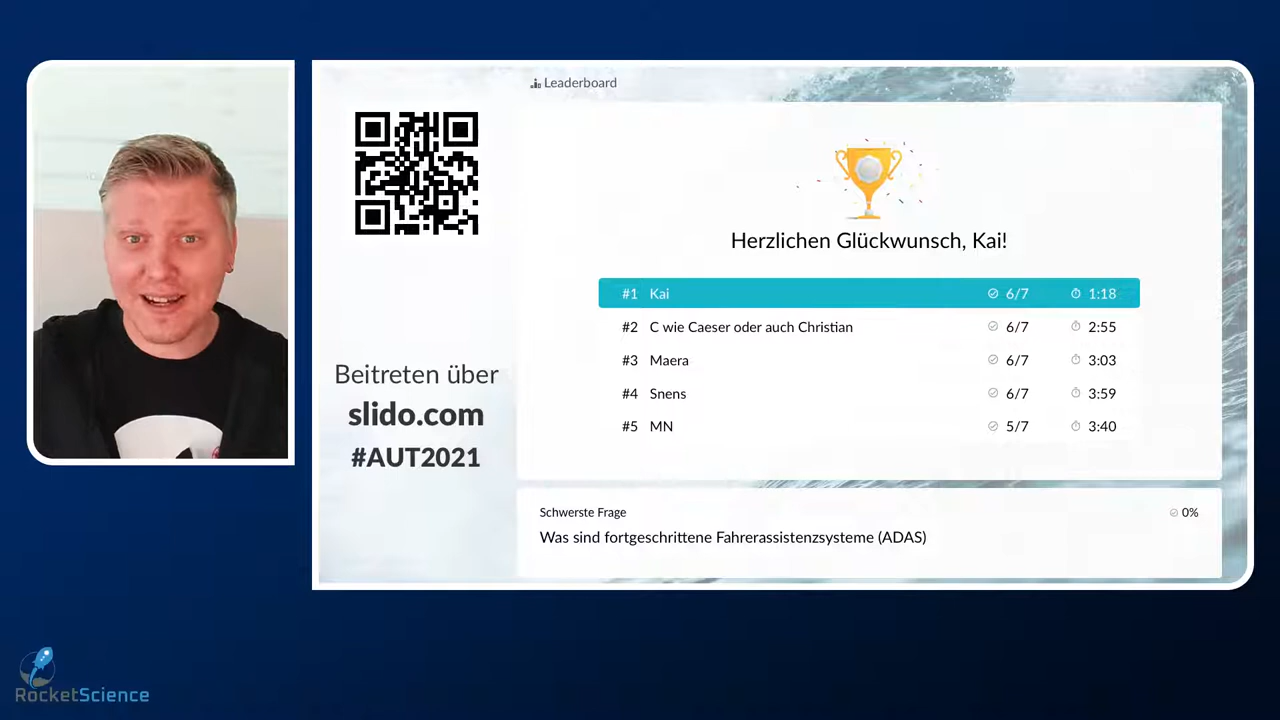 Leaderboard
Herzlichen Glückwunsch, Kai!
#1 Kai 6/7 1:18
#2 C wie Caeser oder auch Christian 6/7 2:55
#3 Maera 6/7 3:03
#4 Snens 6/7 3:59
#5 MN 5/7 3:40
Beitreten über
slido.com
#AUT2021
Schwerste Frage 0%
Was sind fortgeschrittene Fahrerassistenzsysteme (ADAS)
RocketScience